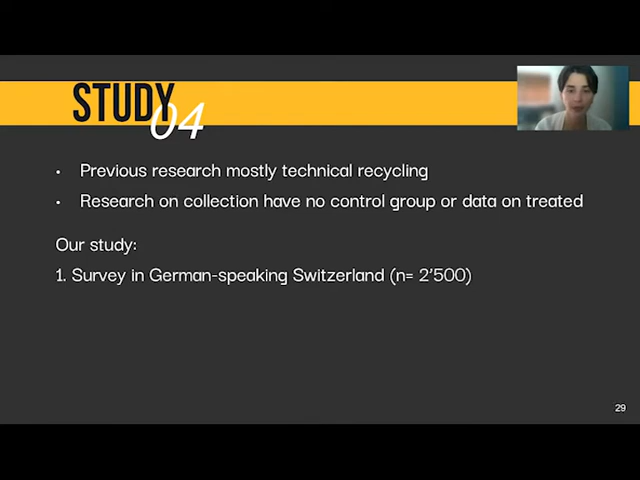 STUDY
04
• Previous research mostly technical recycling
• Research on collection have no control group or data on treated
Our study:
1. Survey in German-speaking Switzerland (n= 2’500)
29